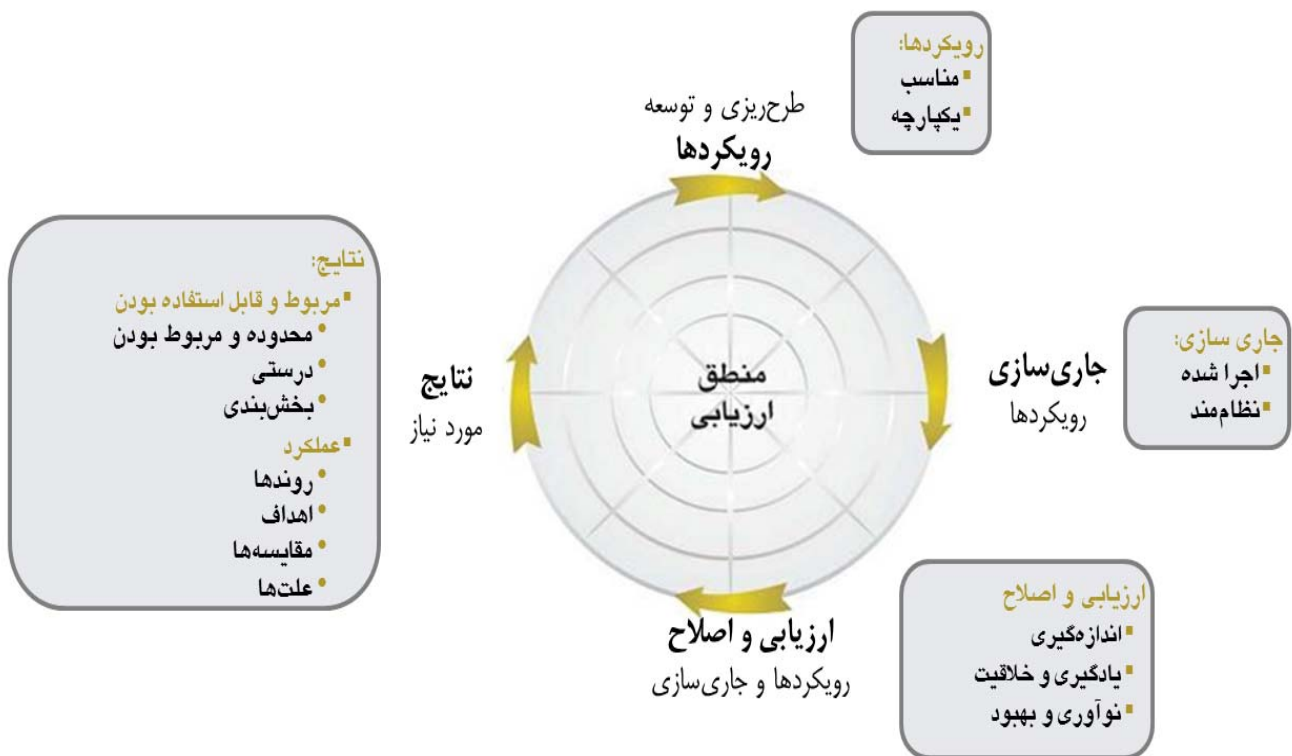 رویکردها:
مناسب
یکپارچه
طرح‌ریزی و توسعه
رویکردها
نتایج:
مربوط و قابل استفاده بودن
محدوده و مربوط بودن
درستی
بخش‌بندی
عملکرد
روندها
اهداف
مقایسه‌ها
علت‌ها
جاری سازی:
اجرا شده
نظام‌مند
جاری‌سازی
رویکردها
منطق
ارزیابی
نتایج
مورد نیاز
ارزیابی و اصلاح
رویکردها و جاری‌سازی
ارزیابی و اصلاح
اندازه‌گیری
یادگیری و خلاقیت
نوآوری و بهبود